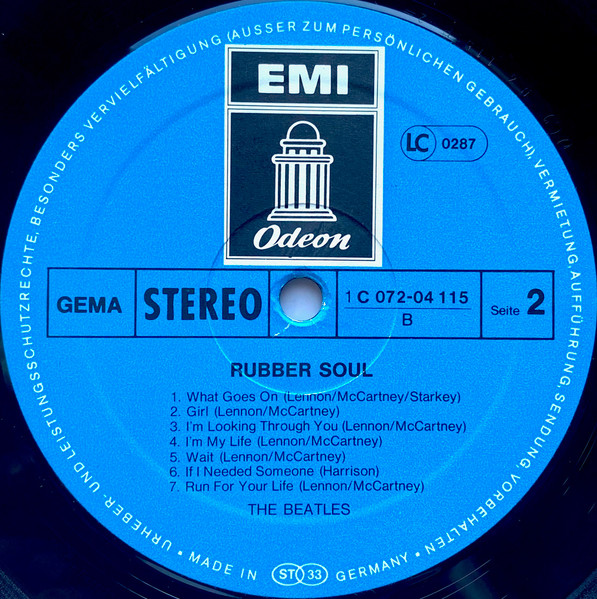 URHEBER- UND LEISTUNGSSCHUTZRECHTE, BESONDERS VERVIELFÄLTIGUNG (AUSSER ZUM PERSÖNLICHEN GEBRAUCH), VERMIETUNG, AUFFÜHRUNG, SENDUNG, VORBEHALTEN •
EMI
Odeon
LC 0287
GEMA
STEREO
1 C 072-04 115
B
Seite 2
RUBBER SOUL
1. What Goes On (Lennon/McCartney/Starkey)
2. Girl (Lennon/McCartney)
3. I'm Looking Through You (Lennon/McCartney)
4. I'm My Life (Lennon/McCartney)
5. Wait (Lennon/McCartney)
6. If I Needed Someone (Harrison)
7. Run For Your Life (Lennon/McCartney)
THE BEATLES
• MADE IN ST 33 GERMANY •